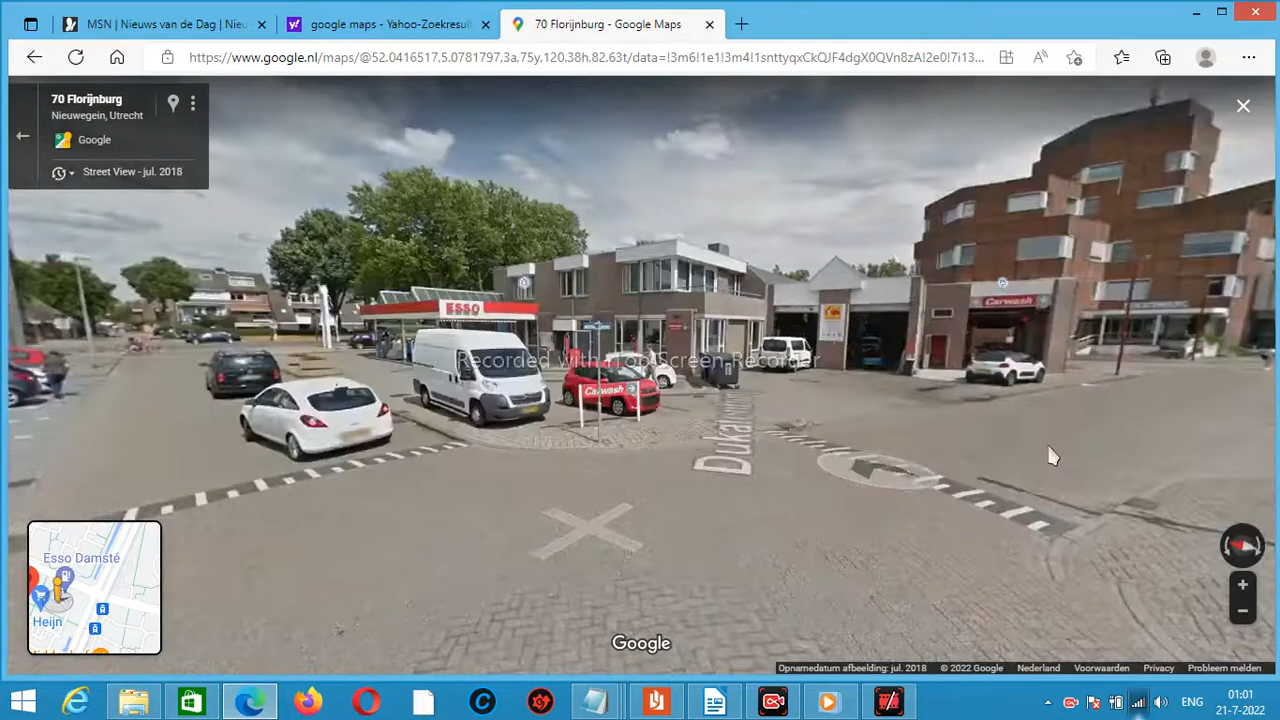 MSN | Nieuws van de Dag | Nieu
google maps - Yahoo-Zoekresul
70 Florijnburg - Google Maps
https://www.google.nl/maps/@52.0416517,5.0781797,3a,75y,120.38h,82.63t/data=!3m6!1e1!3m4!1snttyqxCkQJF4dgX0QVn8zA!2e0!7i13...
70 Florijnburg
Nieuwegein, Utrecht
Google
Street View - jul. 2018
ESSO
Carwash
Recorded with Top Screen Recorder
Carwash
Esso Damsté
Heijn
Google
Opnamedatum afbeelding: jul. 2018 © 2022 Google Nederland Voorwaarden Privacy Probleem melden
ENG
01:01
21-7-2022